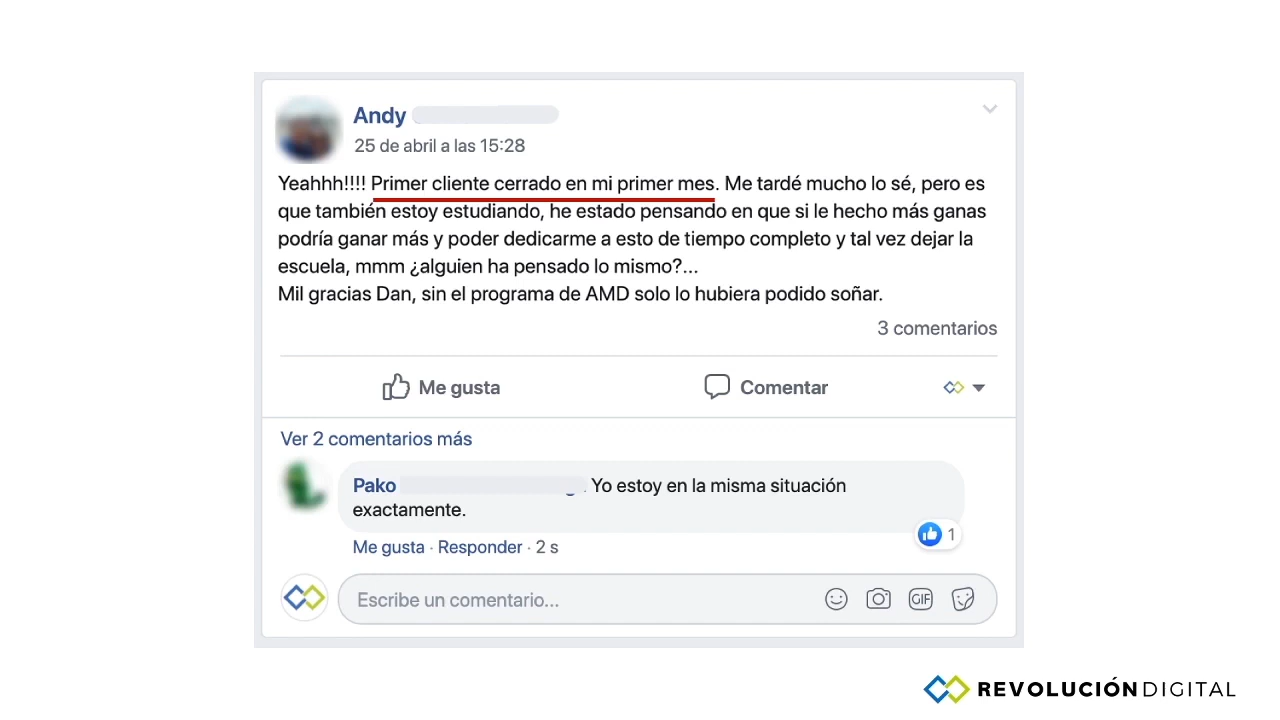 Andy
25 de abril a las 15:28
Yeahhh!!!! Primer cliente cerrado en mi primer mes. Me tardé mucho lo sé, pero es
que también estoy estudiando, he estado pensando en que si le hecho más ganas
podría ganar más y poder dedicarme a esto de tiempo completo y tal vez dejar la
escuela, mmm ¿alguien ha pensado lo mismo?...
Mil gracias Dan, sin el programa de AMD solo lo hubiera podido soñar.
3 comentarios
Me gusta Comentar
Ver 2 comentarios más
Pako Yo estoy en la misma situación
exactamente.
1
Me gusta · Responder · 2 s
Escribe un comentario... GIF
REVOLUCIÓN DIGITAL